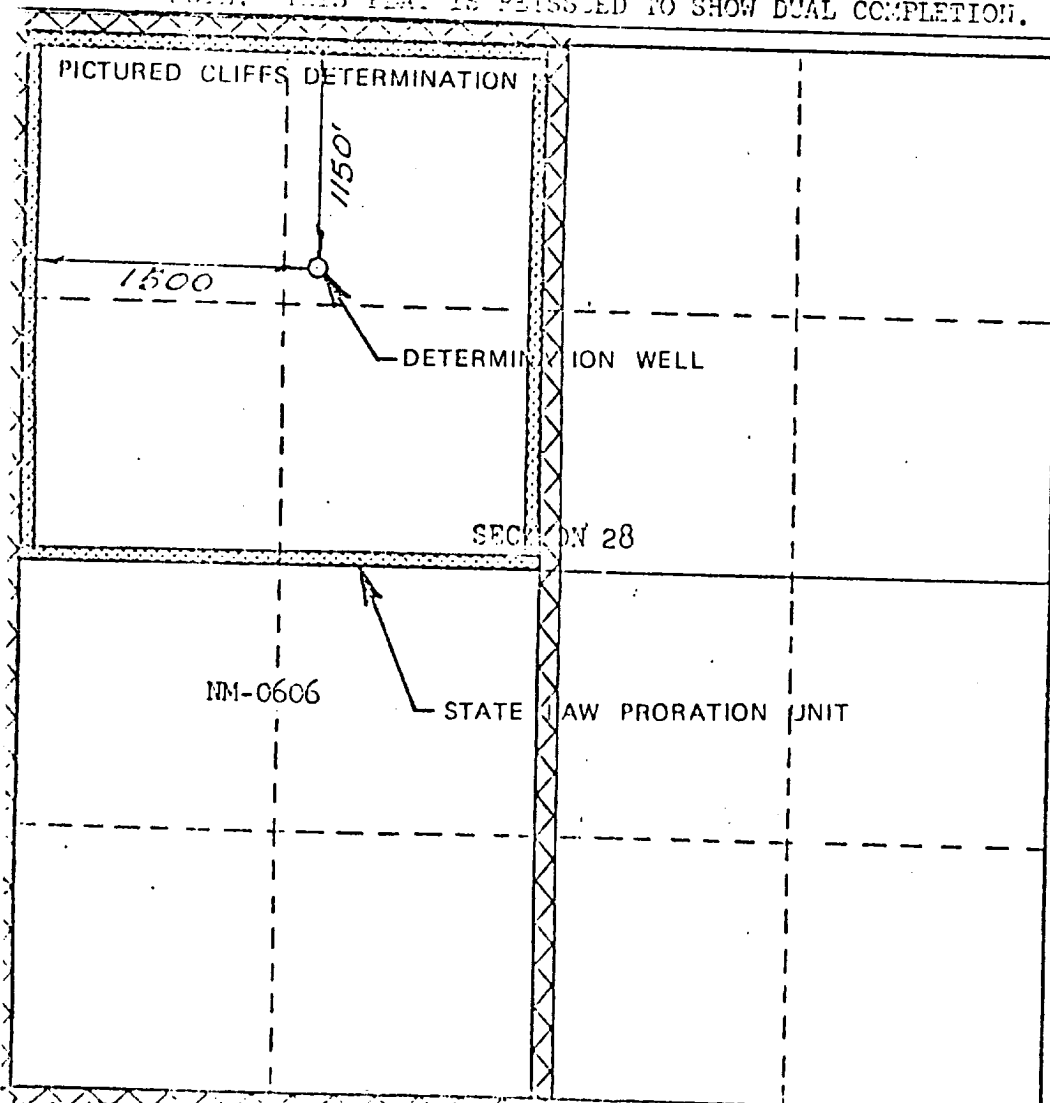 THIS PLAT IS REISSUED TO SHOW DUAL COMPLETION.
PICTURED CLIFFS DETERMINATION
1150'
1500
DETERMINATION WELL
SECTION 28
NM-0606
STATE LAW PRORATION UNIT